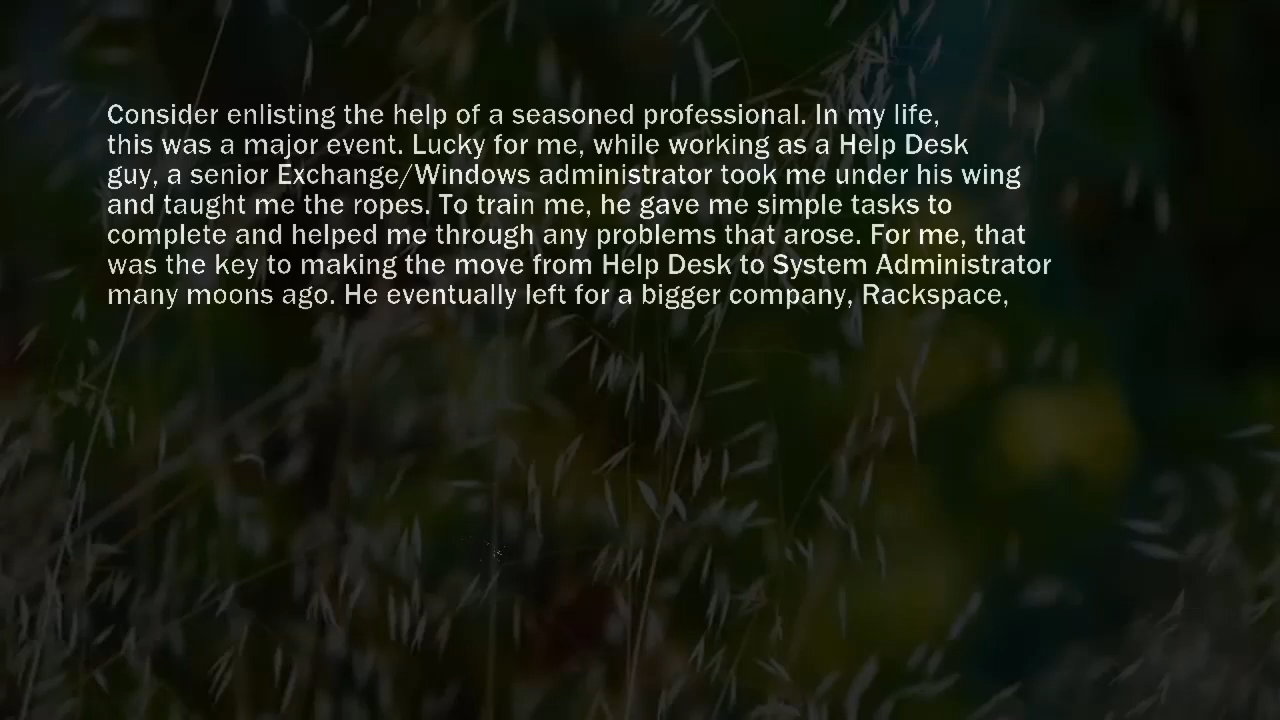 Consider enlisting the help of a seasoned professional. In my life,
this was a major event. Lucky for me, while working as a Help Desk
guy, a senior Exchange/Windows administrator took me under his wing
and taught me the ropes. To train me, he gave me simple tasks to
complete and helped me through any problems that arose. For me, that
was the key to making the move from Help Desk to System Administrator
many moons ago. He eventually left for a bigger company, Rackspace,